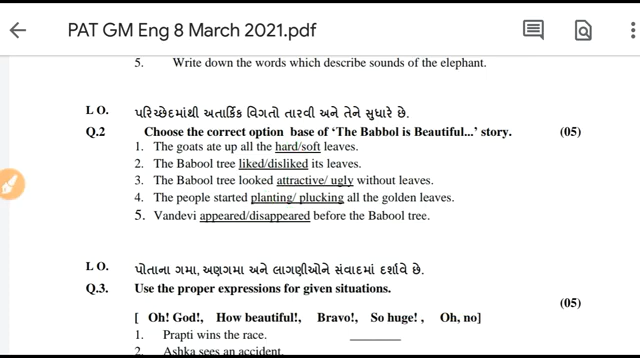 PAT GM Eng 8 March 2021.pdf
5. Write down the words which describe sounds of the elephant.
L O. પરિચ્છેદમાંથી અતાર્કિક વિગતો તારવી અને તેને સુધારે છે.
Q.2 Choose the correct option base of ‘The Babbol is Beautiful...’ story. (05)
1. The goats ate up all the hard/soft leaves.
2. The Babool tree liked/disliked its leaves.
3. The Babool tree looked attractive/ ugly without leaves.
4. The people started planting/ plucking all the golden leaves.
5. Vandevi appeared/disappeared before the Babool tree.
L O. પોતાના ગમા, અણગમા અને લાગણીઓને સંવાદમાં દર્શાવે છે.
Q.3. Use the proper expressions for given situations.
(05)
[ Oh! God!, How beautiful!, Bravo!, So huge! , Oh, no]
1. Prapti wins the race. ________
2. Ashka sees an accident.